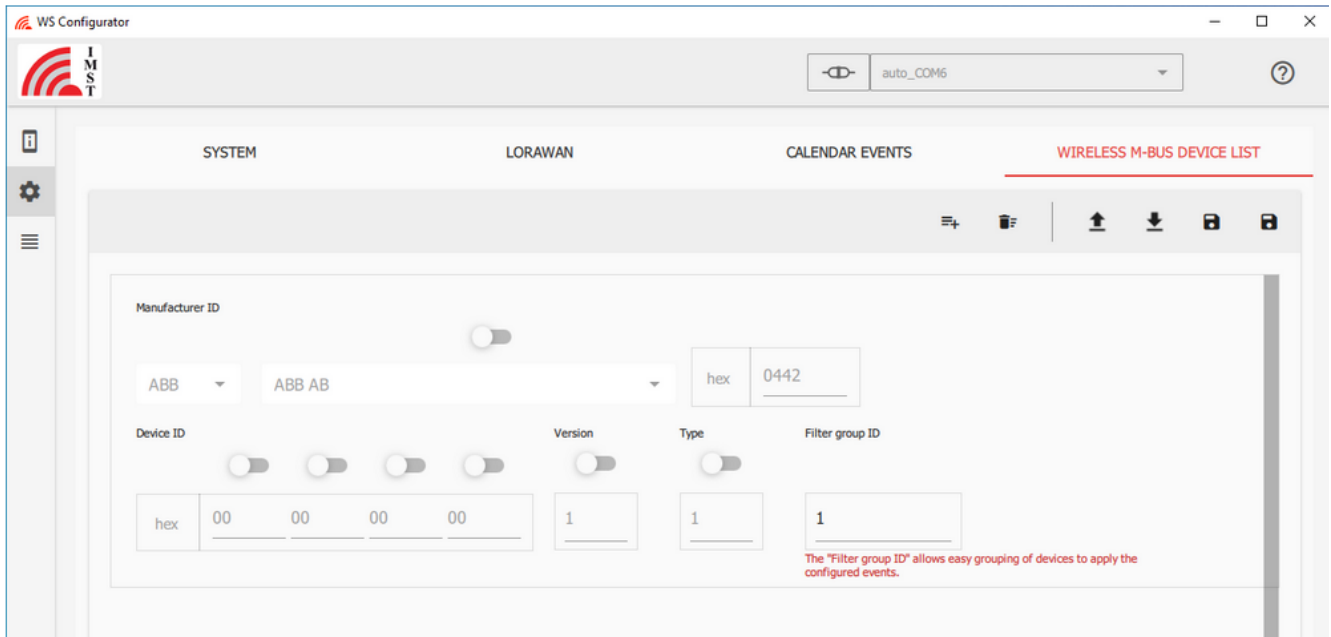 WS Configurator
IMST
auto_COM6
SYSTEM
LORAWAN
CALENDAR EVENTS
WIRELESS M-BUS DEVICE LIST
Manufacturer ID
ABB
ABB AB
hex
0442
Device ID
Version
Type
Filter group ID
hex
00
00
00
00
1
1
1
The "Filter group ID" allows easy grouping of devices to apply the
configured events.